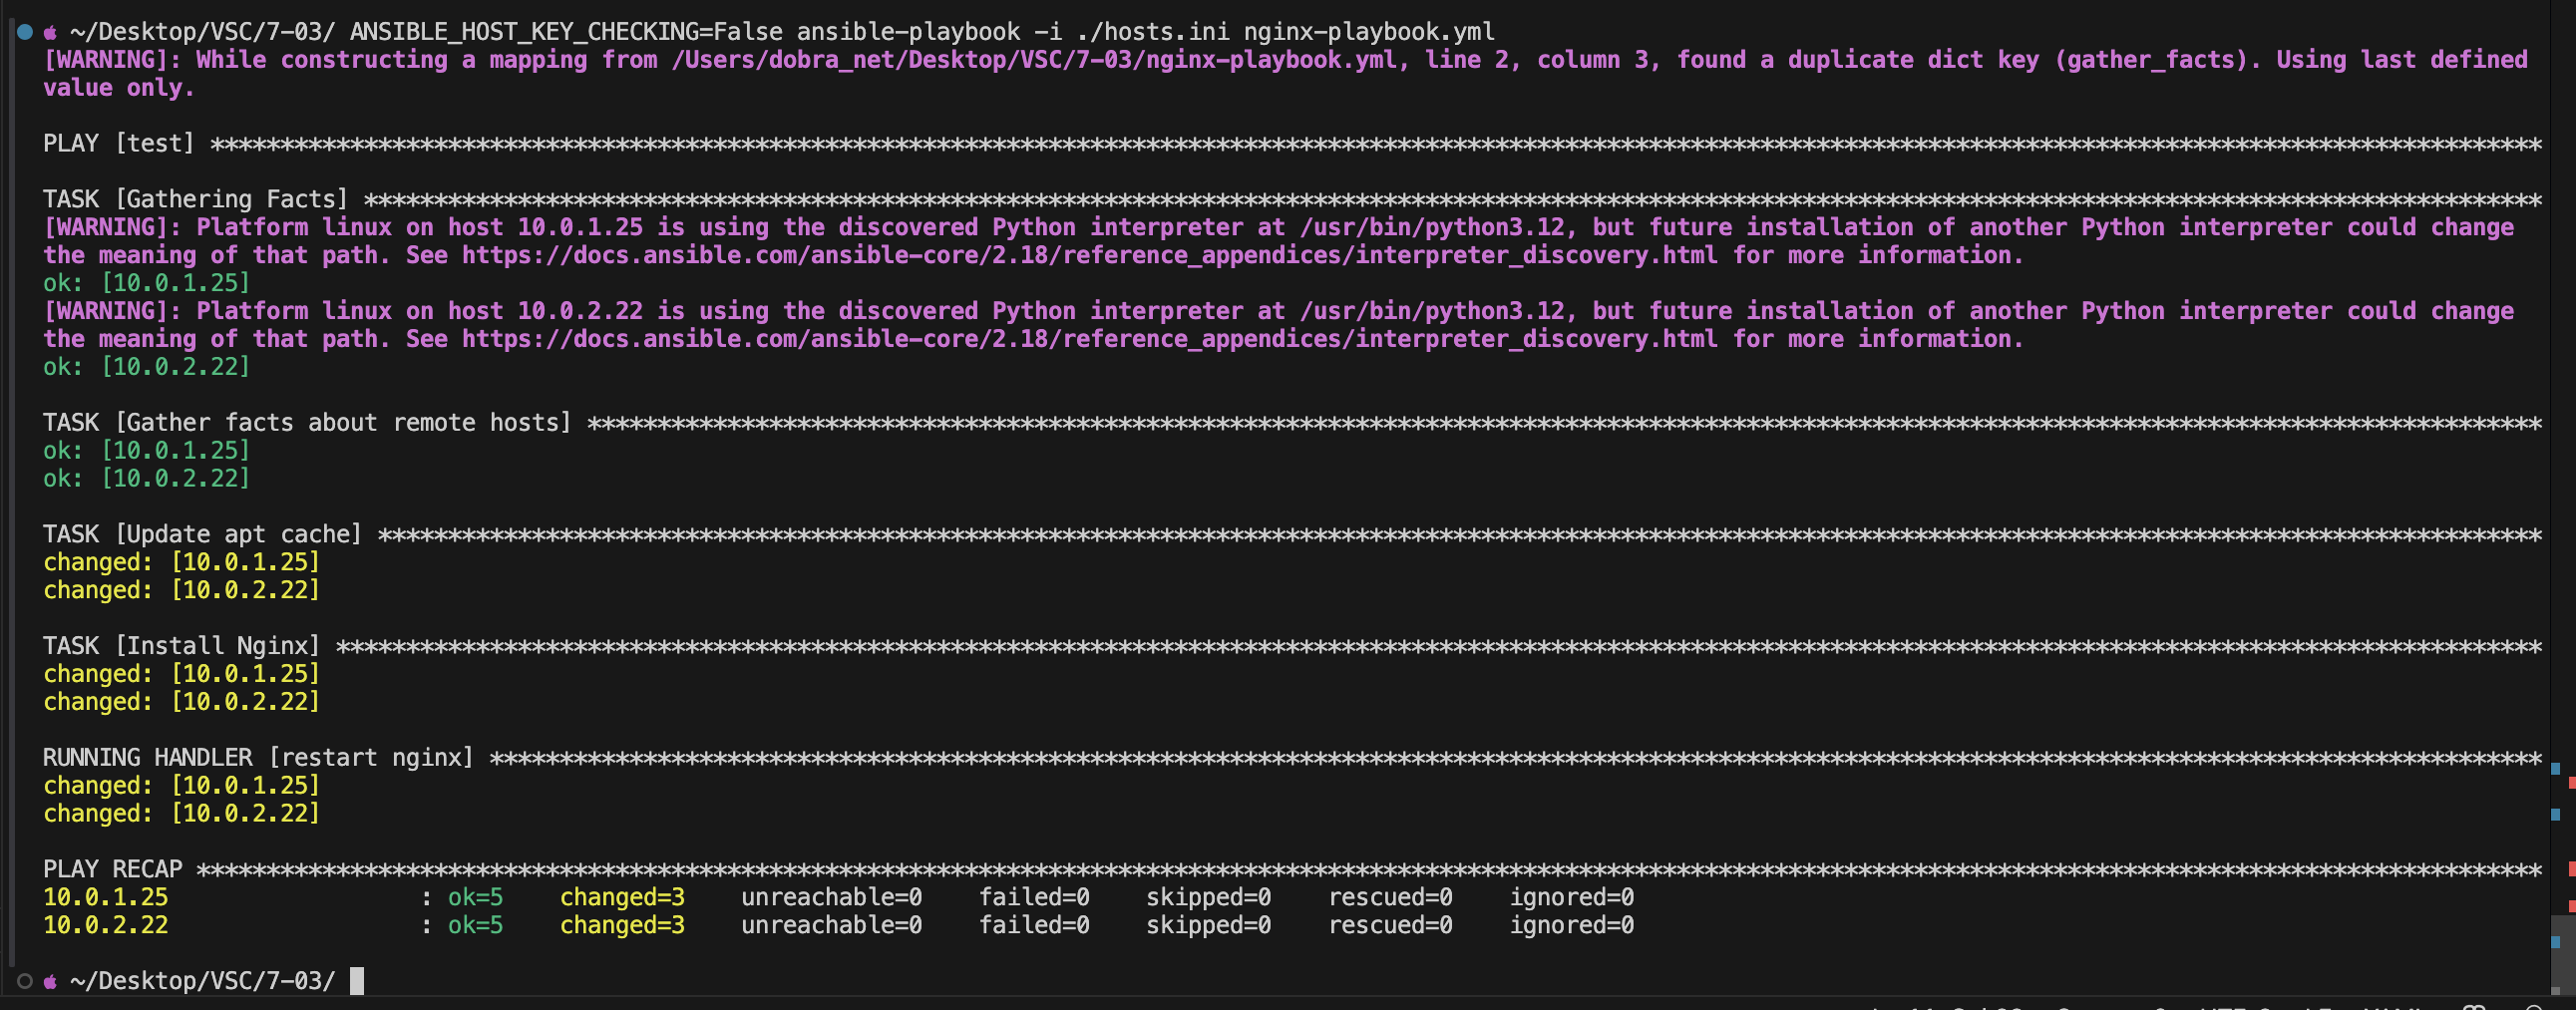 ~/Desktop/VSC/7-03/ ANSIBLE_HOST_KEY_CHECKING=False ansible-playbook -i ./hosts.ini nginx-playbook.yml
[WARNING]: While constructing a mapping from /Users/dobra_net/Desktop/VSC/7-03/nginx-playbook.yml, line 2, column 3, found a duplicate dict key (gather_facts). Using last defined
value only.
PLAY [test] ***********************************************************************************************************************************************************************
TASK [Gathering Facts] ************************************************************************************************************************************************************
[WARNING]: Platform linux on host 10.0.1.25 is using the discovered Python interpreter at /usr/bin/python3.12, but future installation of another Python interpreter could change
the meaning of that path. See https://docs.ansible.com/ansible-core/2.18/reference_appendices/interpreter_discovery.html for more information.
ok: [10.0.1.25]
[WARNING]: Platform linux on host 10.0.2.22 is using the discovered Python interpreter at /usr/bin/python3.12, but future installation of another Python interpreter could change
the meaning of that path. See https://docs.ansible.com/ansible-core/2.18/reference_appendices/interpreter_discovery.html for more information.
ok: [10.0.2.22]
TASK [Gather facts about remote hosts] ********************************************************************************************************************************************
ok: [10.0.1.25]
ok: [10.0.2.22]
TASK [Update apt cache] ***********************************************************************************************************************************************************
changed: [10.0.1.25]
changed: [10.0.2.22]
TASK [Install Nginx] **************************************************************************************************************************************************************
changed: [10.0.1.25]
changed: [10.0.2.22]
RUNNING HANDLER [restart nginx] ***************************************************************************************************************************************************
changed: [10.0.1.25]
changed: [10.0.2.22]
PLAY RECAP ************************************************************************************************************************************************************************
10.0.1.25                  : ok=5    changed=3    unreachable=0    failed=0    skipped=0    rescued=0    ignored=0
10.0.2.22                  : ok=5    changed=3    unreachable=0    failed=0    skipped=0    rescued=0    ignored=0
~/Desktop/VSC/7-03/